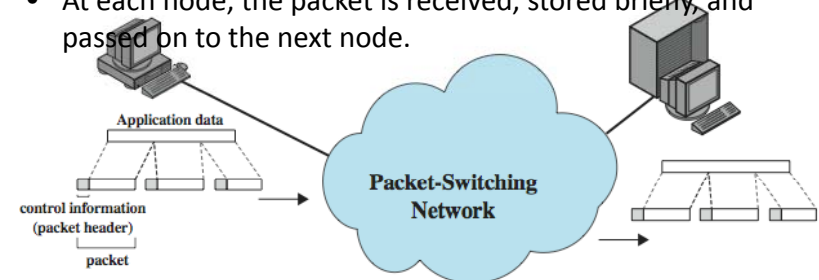 • At each node, the packet is received, stored briefly, and
passed on to the next node.
Application data
control information
(packet header)
packet
Packet-Switching
Network